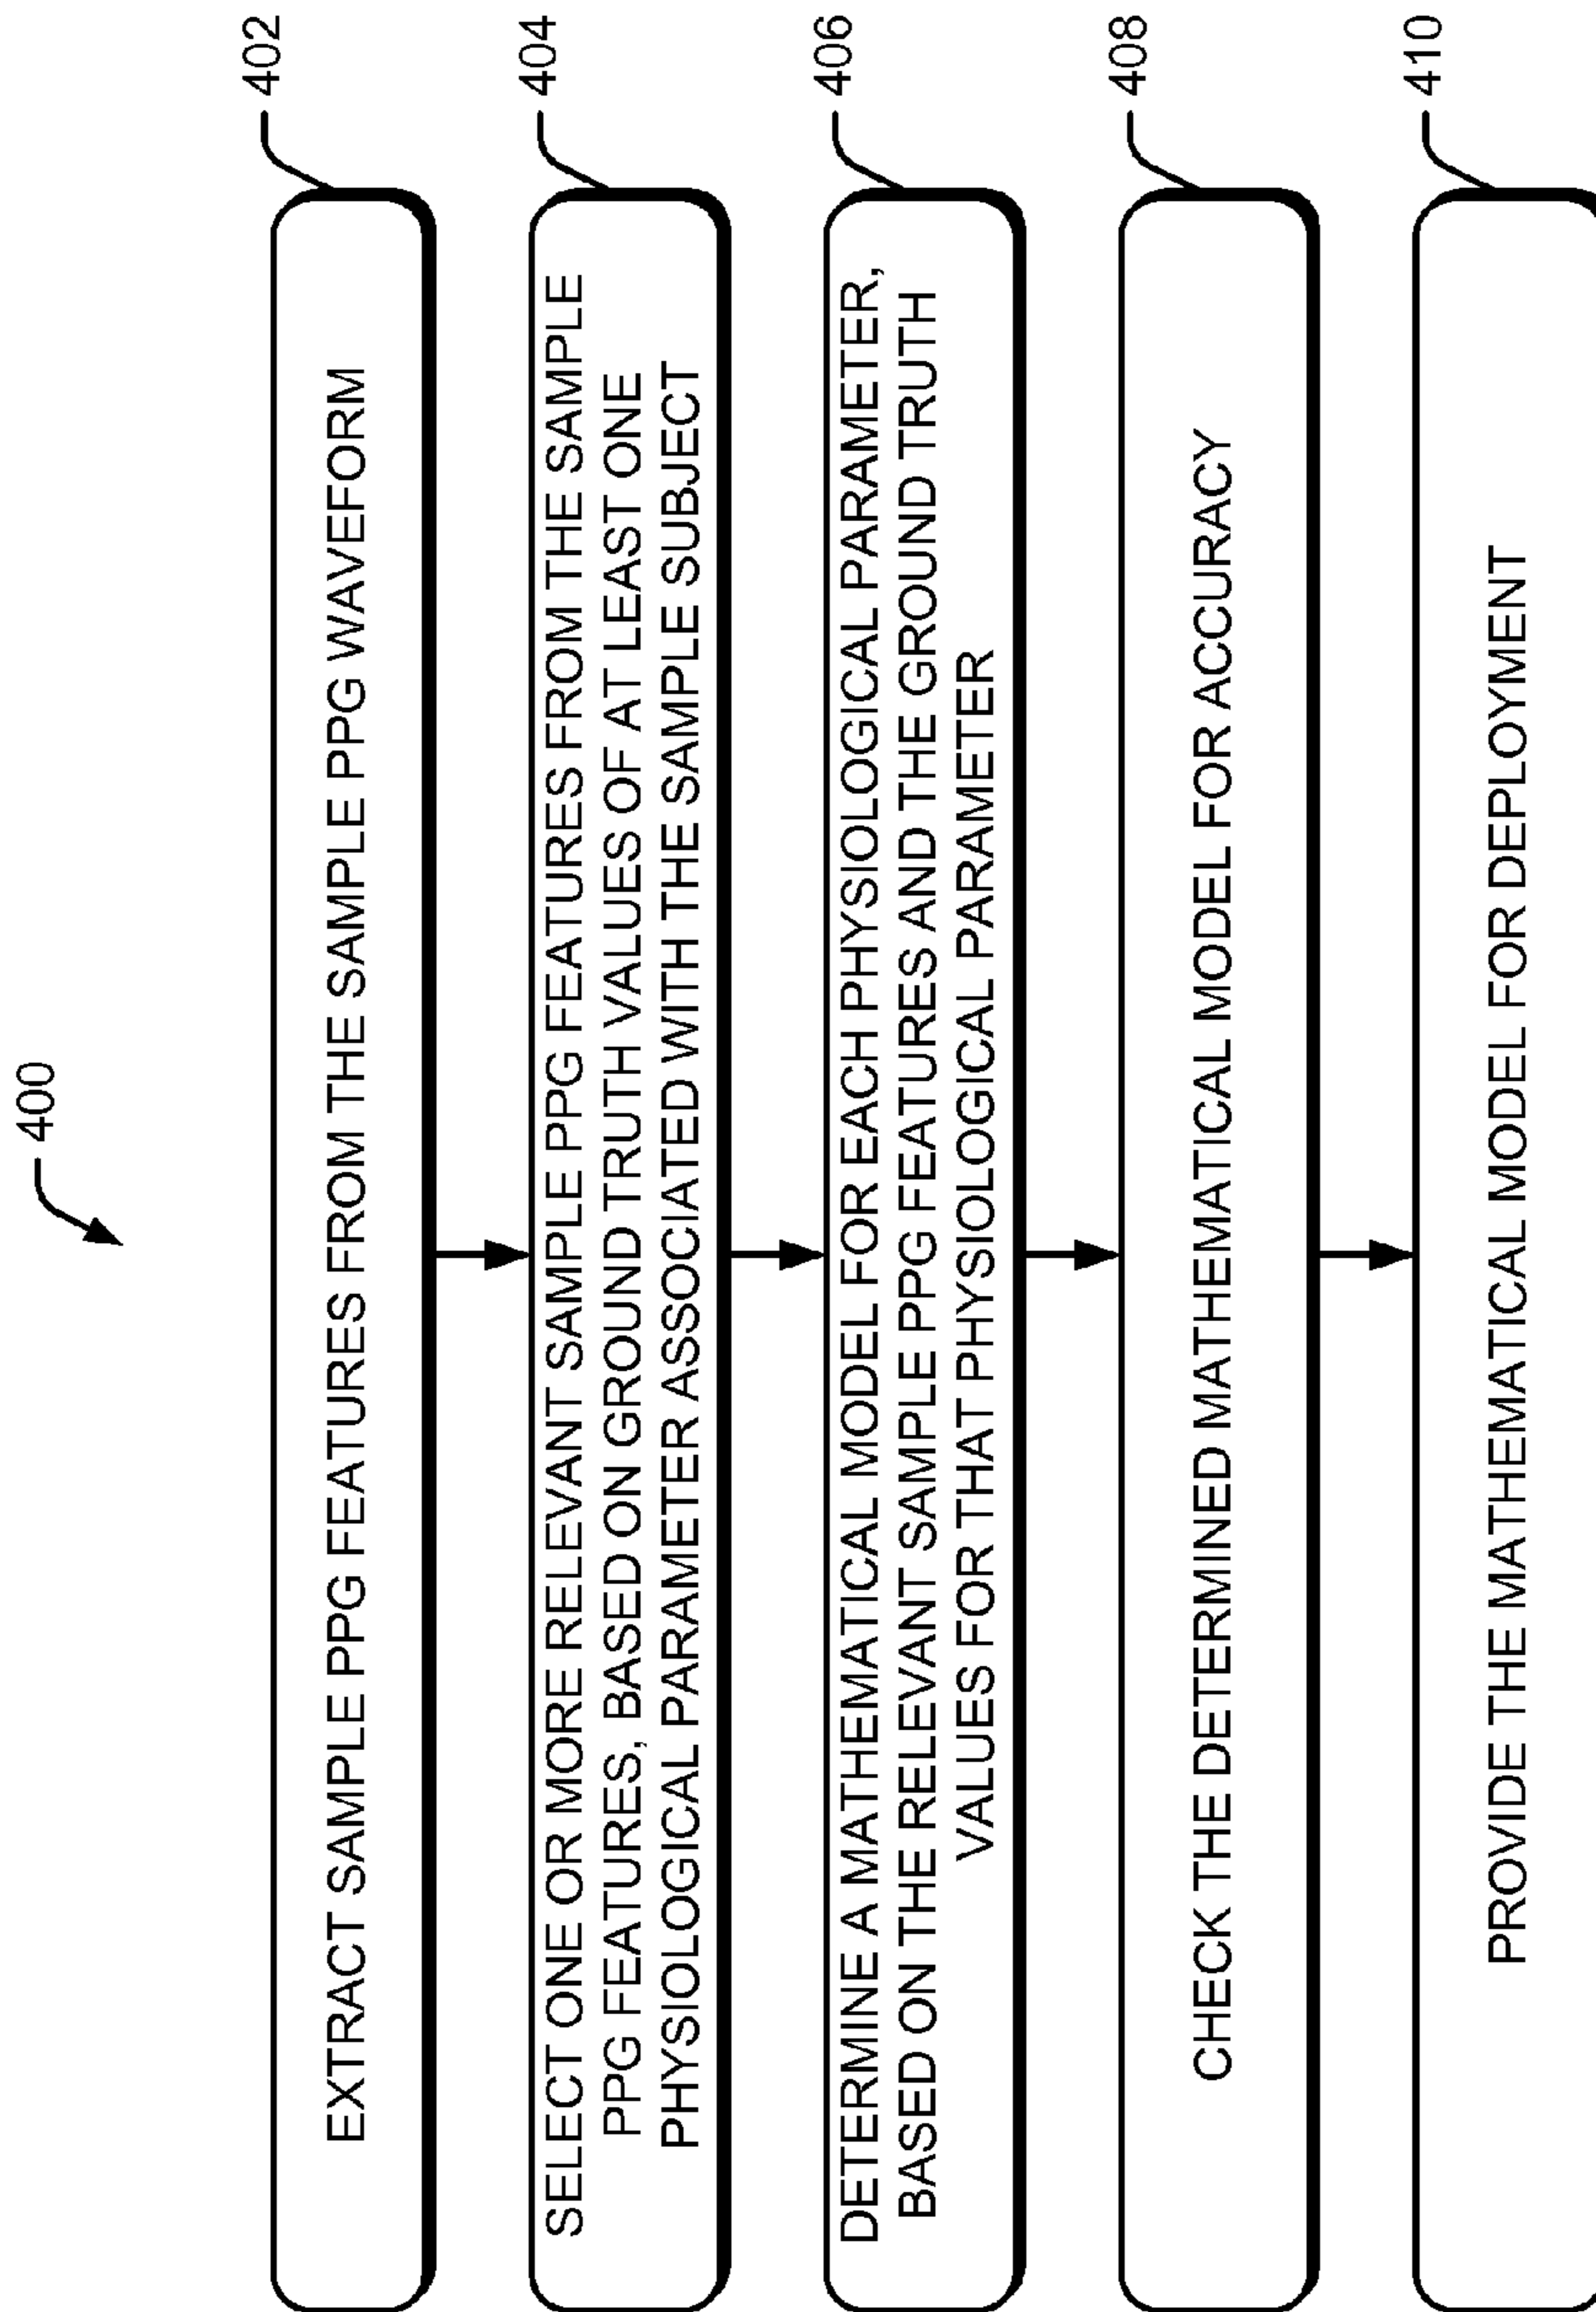 400
402
EXTRACT SAMPLE PPG FEATURES FROM THE SAMPLE PPG WAVEFORM
404
SELECT ONE OR MORE RELEVANT SAMPLE PPG FEATURES FROM THE SAMPLE
PPG FEATURES, BASED ON GROUND TRUTH VALUES OF AT LEAST ONE
PHYSIOLOGICAL PARAMETER ASSOCIATED WITH THE SAMPLE SUBJECT
406
DETERMINE A MATHEMATICAL MODEL FOR EACH PHYSIOLOGICAL PARAMETER,
BASED ON THE RELEVANT SAMPLE PPG FEATURES AND THE GROUND TRUTH
VALUES FOR THAT PHYSIOLOGICAL PARAMETER
408
CHECK THE DETERMINED MATHEMATICAL MODEL FOR ACCURACY
410
PROVIDE THE MATHEMATICAL MODEL FOR DEPLOYMENT